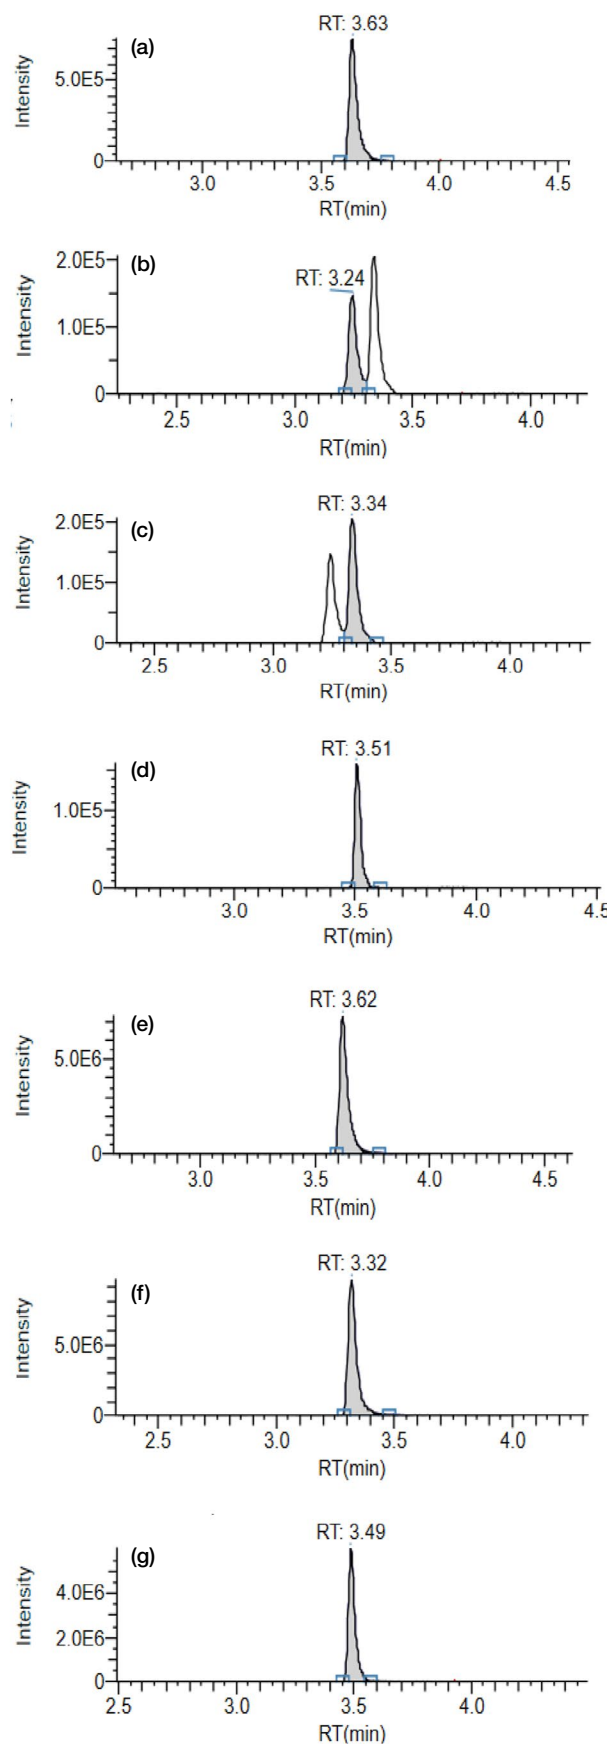 RT: 3.63
(a)
Intensity
5.0E5
0
3.0 3.5 4.0 4.5
RT(min)
(b)
2.0E5
RT: 3.24
Intensity
1.0E5
0
2.5 3.0 3.5 4.0
RT(min)
RT: 3.34
(c)
2.0E5
Intensity
1.0E5
0
2.5 3.0 3.5 4.0
RT(min)
RT: 3.51
(d)
Intensity
1.0E5
0
3.0 3.5 4.0 4.5
RT(min)
RT: 3.62
(e)
Intensity
5.0E6
0
3.0 3.5 4.0 4.5
RT(min)
RT: 3.32
(f)
Intensity
5.0E6
0
2.5 3.0 3.5 4.0
RT(min)
RT: 3.49
(g)
Intensity
4.0E6
2.0E6
0
2.5 3.0 3.5 4.0
RT(min)